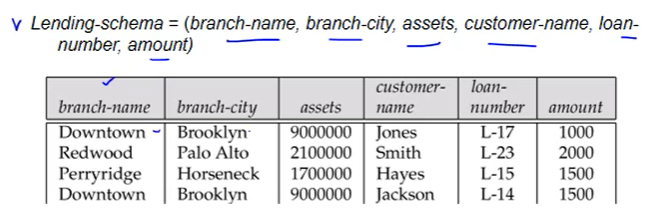 Lending-schema = (branch-name, branch-city, assets, customer-name, loan-
number, amount)
customer- loan-
branch-name branch-city assets name number amount
Downtown Brooklyn 9000000 Jones L-17 1000
Redwood Palo Alto 2100000 Smith L-23 2000
Perryridge Horseneck 1700000 Hayes L-15 1500
Downtown Brooklyn 9000000 Jackson L-14 1500